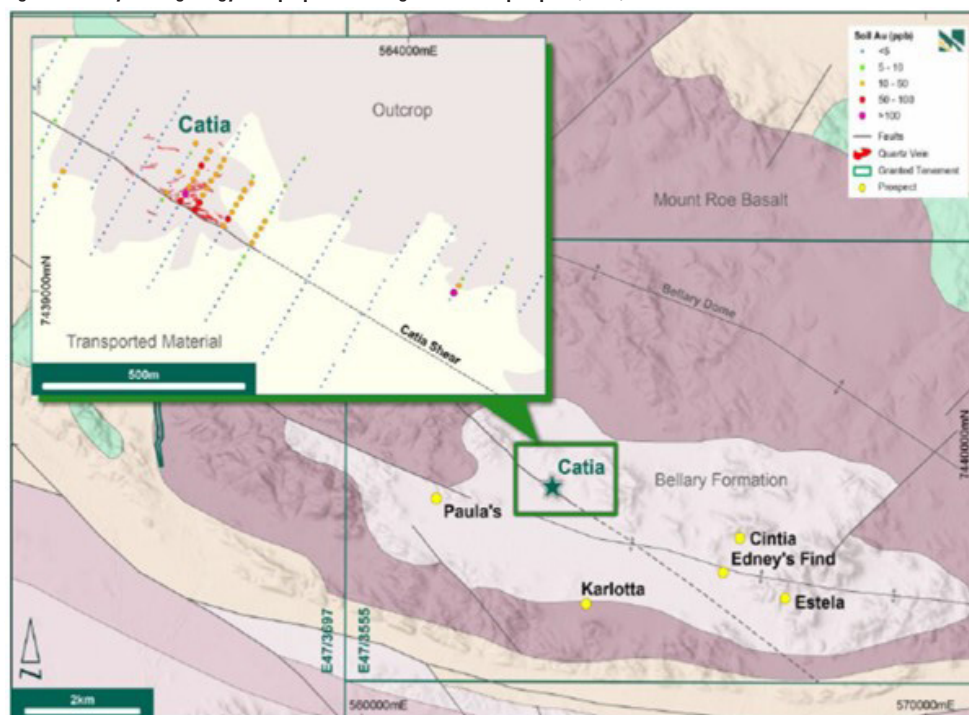 564000mE
Outcrop
Catia
7439000mN
Catia Shear
Transported Material
500m
Soil Au (ppb)
<5
5 - 10
10 - 50
50 - 100
>100
Faults
Quartz Vein
Granted Tenement
Prospect
Mount Roe Basalt
Bellary Dome
7440000mN
Catia
Bellary Formation
Paula's
Cintia
Edney's Find
Karlotta
Estela
E47/3697
E47/3555
N
2km
560000mE
570000mE